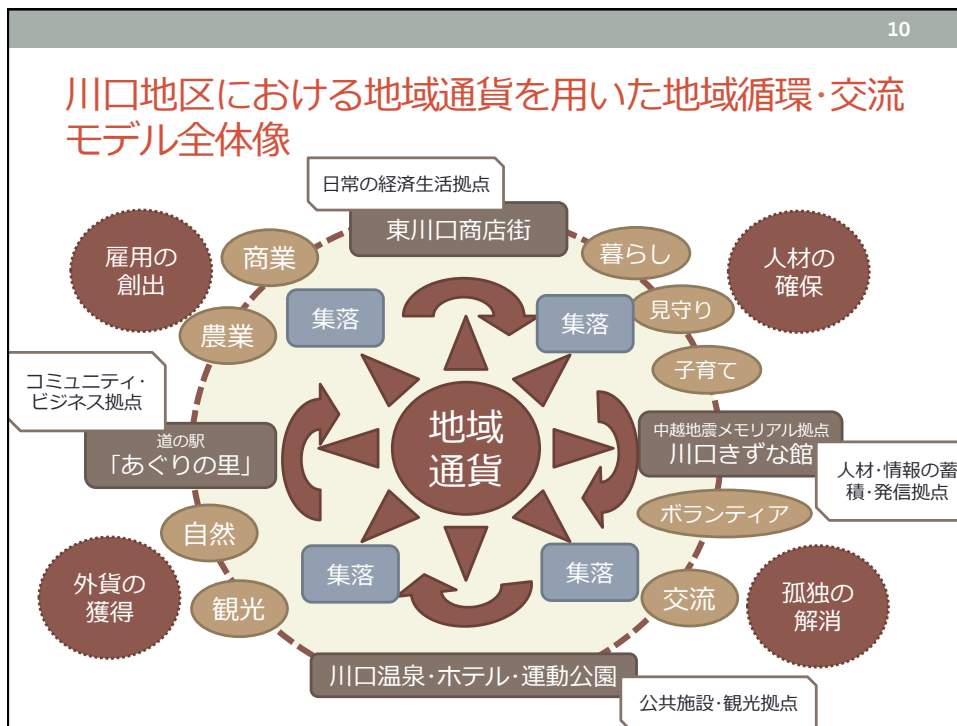 10
川口地区における地域通貨を用いた地域循環・交流
モデル全体像
日常の経済生活拠点
東川口商店街
雇用の
創出
商業
農業
集落
暮らし
見守り
子育て
集落
人材の
確保
コミュニティ・
ビジネス拠点
道の駅
「あぐりの里」
地域
通貨
中越地震メモリアル拠点
川口きずな館
人材・情報の蓄
積・発信拠点
ボランティア
自然
観光
外貨の
獲得
集落
集落
交流
孤独の
解消
川口温泉・ホテル・運動公園
公共施設・観光拠点